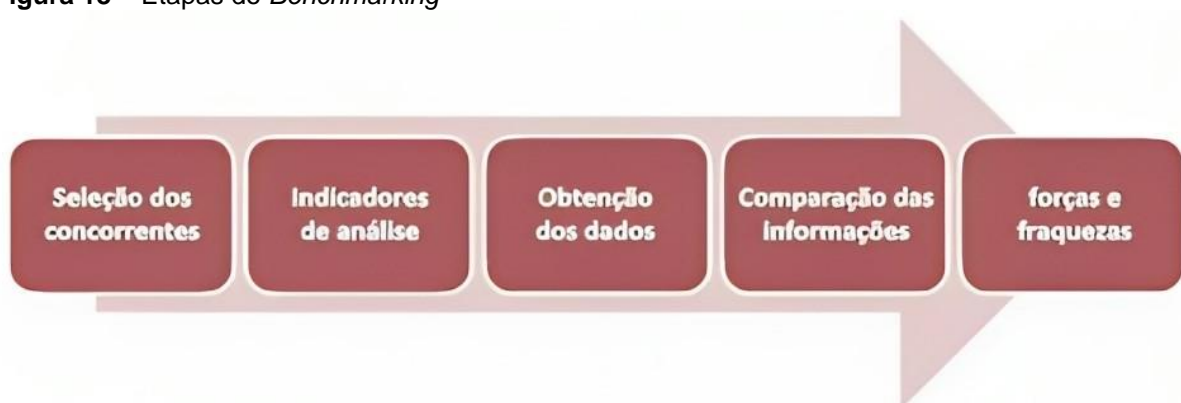 Etapas do Benchmarking
Seleção dos
concorrentes
Indicadores
de análise
Obtenção
dos dados
Comparação das
informações
forças e
fraquezas